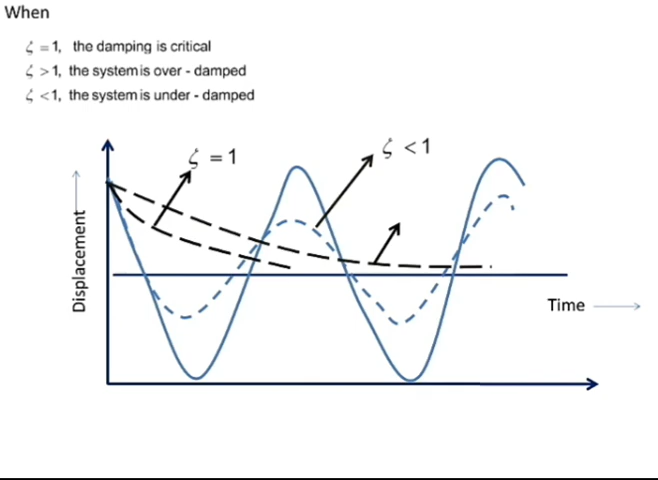 When
ζ = 1, the damping is critical
ζ > 1, the system is over - damped
ζ < 1, the system is under - damped
ζ = 1
ζ < 1
Displacement
Time